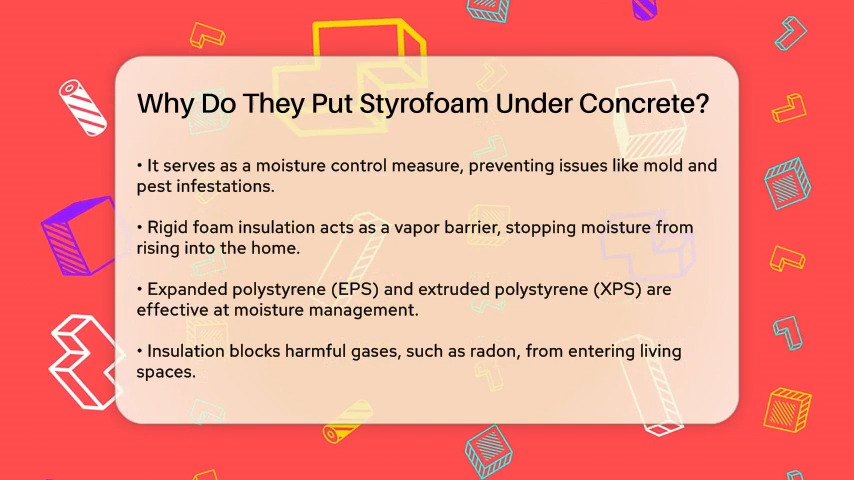 Why Do They Put Styrofoam Under Concrete?
• It serves as a moisture control measure, preventing issues like mold and
pest infestations.
• Rigid foam insulation acts as a vapor barrier, stopping moisture from
rising into the home.
• Expanded polystyrene (EPS) and extruded polystyrene (XPS) are
effective at moisture management.
• Insulation blocks harmful gases, such as radon, from entering living
spaces.